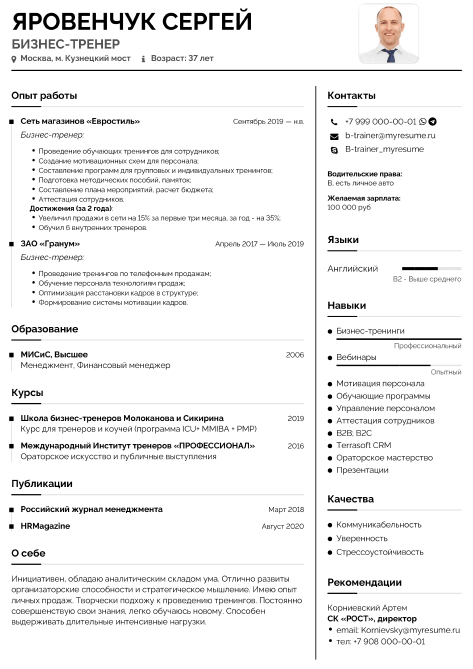 ЯРОВЕНЧУК СЕРГЕЙ
БИЗНЕС-ТРЕНЕР
Москва, м. Кузнецкий мост Возраст: 37 лет
Опыт работы
Сеть магазинов «Евростиль» Сентябрь 2019 — н.в.
Бизнес-тренер:
Проведение обучающих тренингов для сотрудников;
Создание мотивационных схем для персонала;
Составление программ для групповых и индивидуальных тренингов;
Подготовка методических пособий, памяток;
Составление плана мероприятий, расчет бюджета;
Аттестация сотрудников.
Достижения (за 2 года):
Увеличил продажи в сети на 15% за первые три месяца, за год - на 35%;
Обучил 6 внутренних тренеров.
ЗАО «Гранум» Апрель 2017 — Июль 2019
Бизнес-тренер:
Проведение тренингов по телефонным продажам;
Обучение персонала технологиям продаж;
Оптимизация расстановки кадров в структуре;
Формирование системы мотивации кадров.
Образование
МИСиС, Высшее 2006
Менеджмент, Финансовый менеджер
Курсы
Школа бизнес-тренеров Молоканова и Сикирина 2019
Курс для тренеров и коучей (программа ICU+ MMIBA + PMP)
Международный Институт тренеров «ПРОФЕССИОНАЛ» 2016
Ораторское искусство и публичные выступления
Публикации
Российский журнал менеджмента Март 2018
HRMagazine Август 2020
О себе
Инициативен, обладаю аналитическим складом ума. Отлично развиты
организаторские способности и стратегическое мышление. Имею опыт
личных продаж. Творчески подхожу к проведению тренингов. Постоянно
совершенствую свои знания, легко обучаюсь новому. Способен
выдерживать длительные интенсивные нагрузки.
Контакты
+7 999 000-00-01
b-trainer@myresume.ru
B-trainer_myresume
Водительские права:
B, есть личное авто
Желаемая зарплата:
100 000 руб
Языки
Английский
B2 - Выше среднего
Навыки
Бизнес-тренинги
Профессиональный
Вебинары
Опытный
Мотивация персонала
Обучающие программы
Управление персоналом
Аттестация сотрудников
B2B; B2C
Terrasoft CRM
Ораторское мастерство
Презентации
Качества
Коммуникабельность
Уверенность
Стрессоустойчивость
Рекомендации
Корниевский Артем
СК «РОСТ», директор
email: Kornievsky@myresume.ru
тел: +7 908 000-00-01